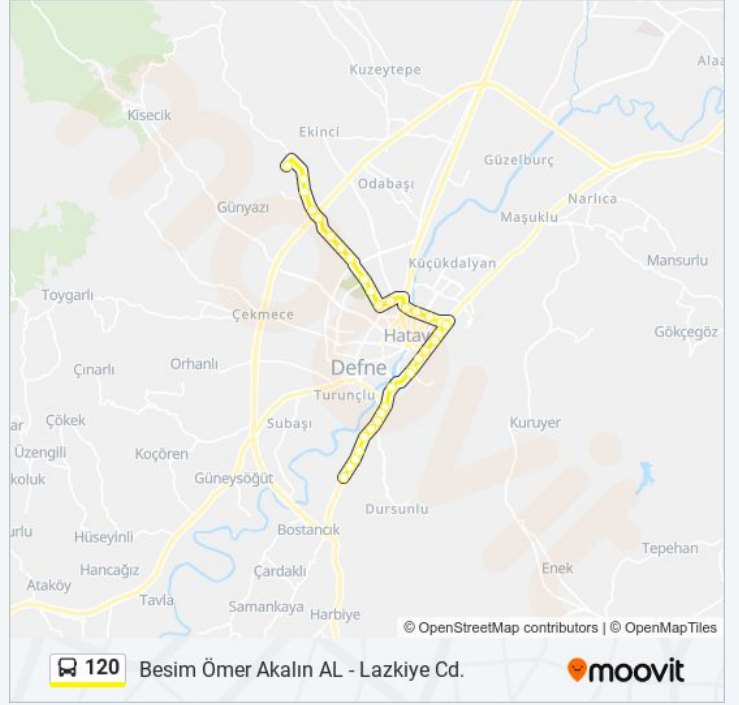 Kuzeytepe
Alaa
Kisecik
Ekinci
Güzelburç
Odabaşı
Narlıca
Günyazı
Maşuklu
Küçükdalyan
Mansurlu
Toygarlı
Çekmece
Gökçegöz
Hatay
Defne
Orhanlı
Çınarlı
Turunçlu
Çökek
Subaşı
Kuruyer
ar
Üzengili
Koçören
koluk
Güneysöğüt
Dursunlu
Bostancık
urlu
Hüseyinli
Tepehan
Hancağız
Çardaklı
Enek
Ataköy
Tavla
Samankaya
Harbiye
moovit
© OpenStreetMap contributors | © OpenMapTiles
120 Besim Ömer Akalın AL - Lazkiye Cd.
moovit